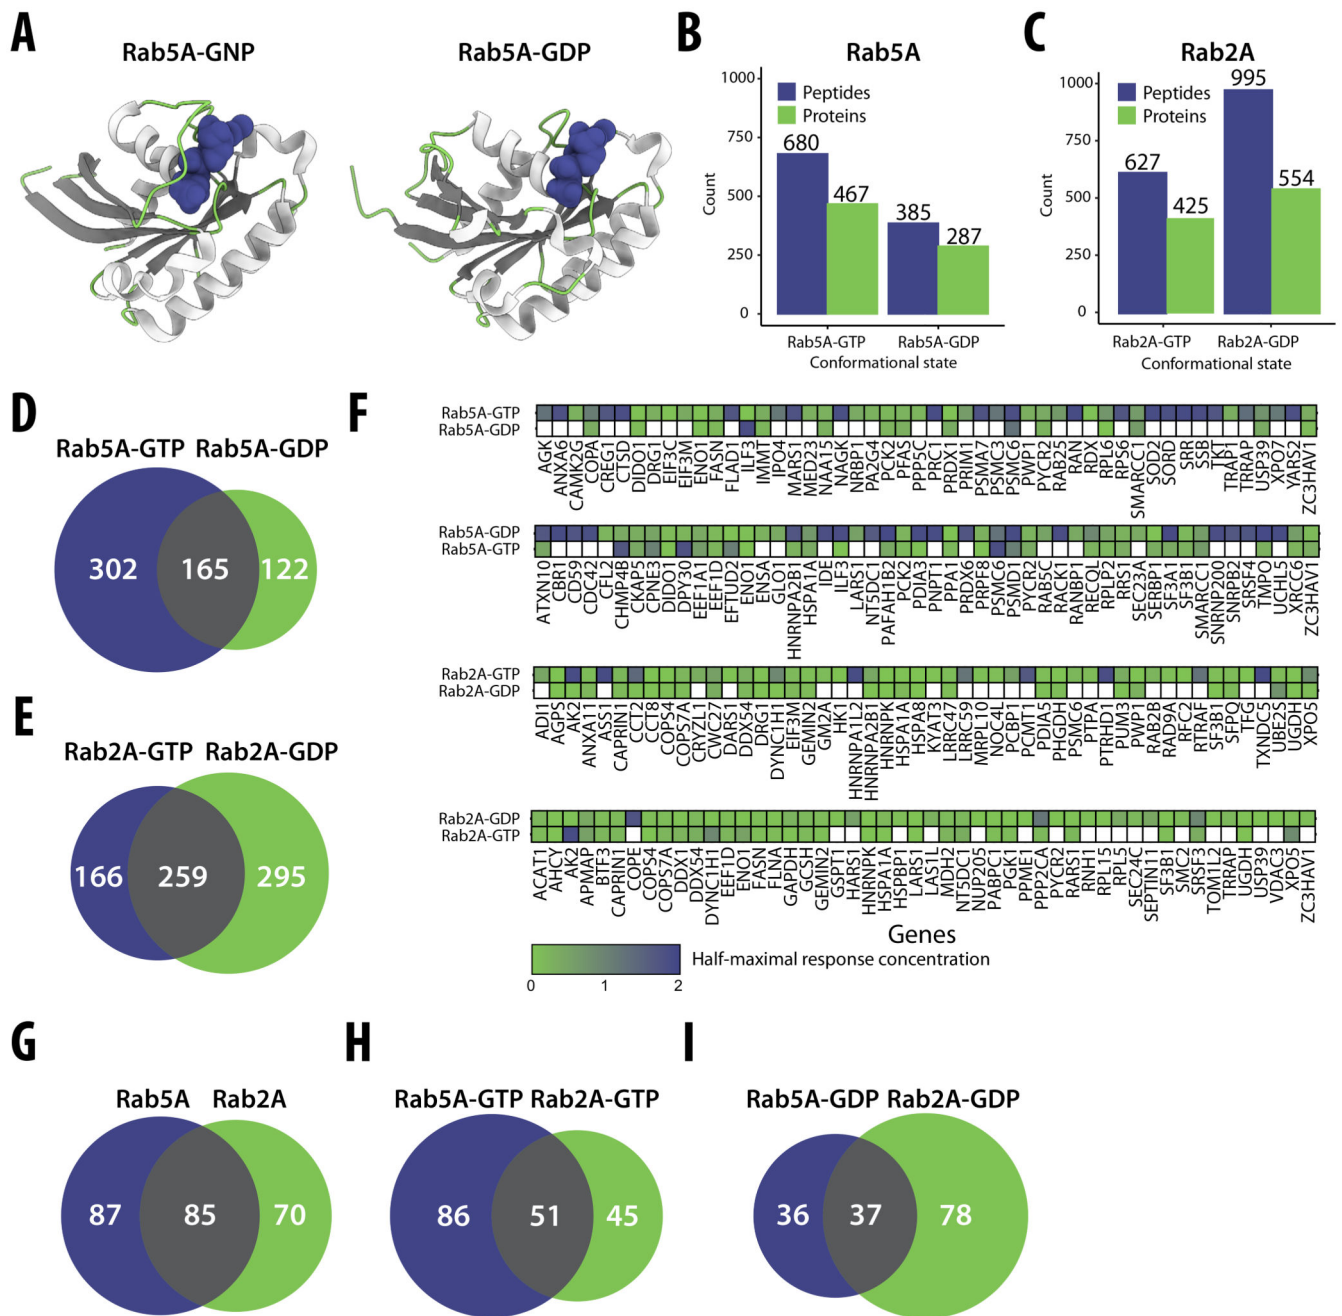 A
Rab5A-GNP
Rab5A-GDP
B
Rab5A
1000
750
500
250
0
Count
Peptides
Proteins
680
467
385
287
Rab5A-GTP
Rab5A-GDP
Conformational state
C
Rab2A
1000
750
500
250
0
Count
Peptides
Proteins
627
425
995
554
Rab2A-GTP
Rab2A-GDP
Conformational state
D
Rab5A-GTP Rab5A-GDP
302 165 122
E
Rab2A-GTP Rab2A-GDP
166 259 295
F
Rab5A-GTP
Rab5A-GDP
AGK ANXA6 CAMK2G COPA CREG1 CTSD DIDO1 DRG1 EIF3C EIF3M ENO1 FASN FLAD1 ILF3 IMMT IPO4 MARS1 MED23 NAA15 NAGK NRBP1 PA2G4 PCK2 PFAS PPP5C PRC1 PRDX1 PRIM1 PSMA7 PSMC3 PSMC6 PWP1 PYCR2 RAB25 RAN RDX RPL6 RPS6 SMARCC1 SOD2 SORD SRR SSB TKT TRAP1 TRRAP USP39 XPO7 YARS2 ZC3HAV1
Rab5A-GDP
Rab5A-GTP
ATXN10 CBR1 CD59 CDC42 CFL2 CHMP4B CKAP5 CPNE3 DIDO1 DPY30 EEF1A1 EEF1D EFTUD2 ENO1 ENSA GLO1 HNRNPA2B1 HSPA1A IDE ILF3 LARS1 NT5DC1 PAFAH1B2 PCK2 PDIA3 PNPT1 PPA1 PRDX6 PRPF8 PSMC6 PSMD1 PYCR2 RAB5C RACK1 RANBP1 RECQL RPLP2 RRS1 SEC23A SERBP1 SF3A1 SF3B1 SMARCC1 SNRNP200 SNRPB2 SRSF4 TMPO UCHL5 XRCC6 ZC3HAV1
Rab2A-GTP
Rab2A-GDP
ADI1 AGPS AK2 ANXA11 ASS1 CAPRIN1 CCT2 CCT8 COPS4 COPS7A CRYZL1 CWC27 DARS1 DDX54 DRG1 DYNC1H1 EIF3M GEMIN2 GM2A HK1 HNRNPA1L2 HNRNPA2B1 HNRNPK HSPA1A HSPA8 KYAT3 LRRC47 LRRC59 MRPL10 NOC4L PCBP1 PCMT1 PDIA5 PHGDH PSMC6 PTPA PTRHD1 PUM3 PWP1 RAB2B RAD9A RFC2 RTRAF SF3B1 SFPQ TFG TXNDC5 UBE2S UGDH XPO5
Rab2A-GDP
Rab2A-GTP
ACAT1 AHCY AK2 APMAP BTF3 CAPRIN1 COPE COPS4 COPS7A DDX1 DDX54 DYNC1H1 EEF1D ENO1 FASN FLNA GAPDH GCSH GEMIN2 GSPT1 HARS1 HNRNPK HSPA1A HSPBP1 LARS1 LAS1L MDH2 NT5DC1 NUP205 PABPC1 PGK1 PPME1 PPP2CA PYCR2 RARS1 RNH1 RPL15 RPL5 SEC24C SEPTIN11 SF3B1 SMC2 SRSF3 TOM1L2 TRRAP UGDH USP39 VDAC3 XPO5 ZC3HAV1
Genes
Half-maximal response concentration
0 1 2
G
Rab5A Rab2A
87 85 70
H
Rab5A-GTP Rab2A-GTP
86 51 45
I
Rab5A-GDP Rab2A-GDP
36 37 78